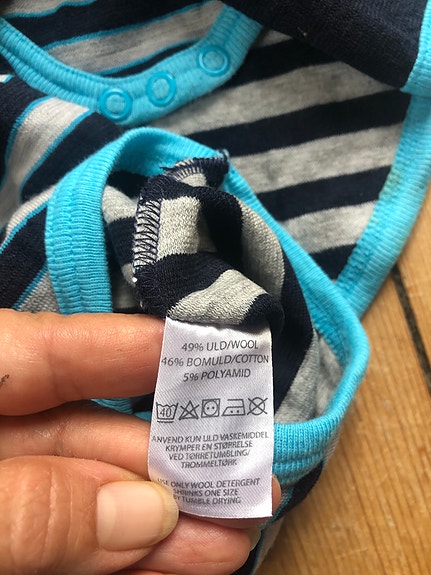 49% ULD/WOOL
46% BOMULD/COTTON
5% POLYAMID
40
ANVEND KUN ULD VASKEMIDDEL
KRYMPER EN STØRRELSE
VED TØRRETUMBLING/
TROMMELTØRK
USE ONLY WOOL DETERGENT
SHRINKS ONE SIZE
BY TUMBLE DRYING